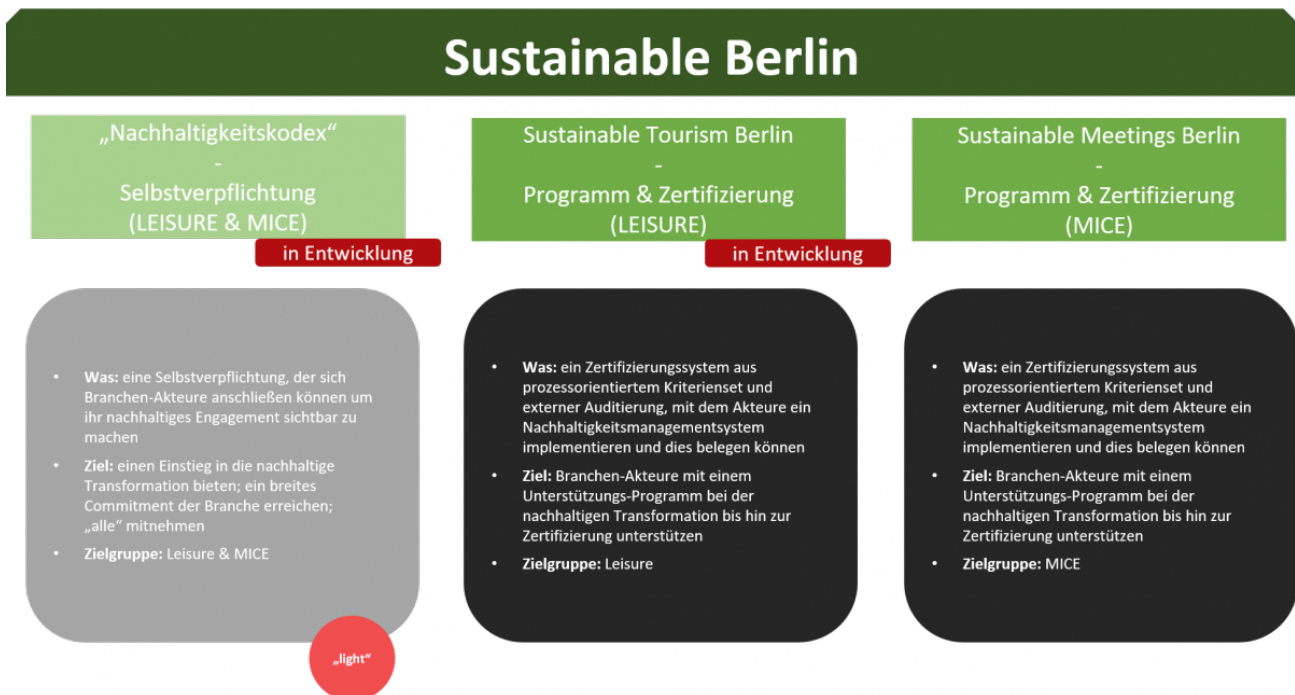 Sustainable Berlin
„Nachhaltigkeitskodex“
-
Selbstverpflichtung
(LEISURE & MICE)
in Entwicklung
Sustainable Tourism Berlin
-
Programm & Zertifizierung
(LEISURE)
in Entwicklung
Sustainable Meetings Berlin
-
Programm & Zertifizierung
(MICE)
• Was: eine Selbstverpflichtung, der sich
Branchen-Akteure anschließen können um
ihr nachhaltiges Engagement sichtbar zu
machen
• Ziel: einen Einstieg in die nachhaltige
Transformation bieten; ein breites
Commitment der Branche erreichen;
„alle“ mitnehmen
• Zielgruppe: Leisure & MICE
„light“
• Was: ein Zertifizierungssystem aus
prozessorientiertem Kriterienset und
externer Auditierung, mit dem Akteure ein
Nachhaltigkeitsmanagementsystem
implementieren und dies belegen können
• Ziel: Branchen-Akteure mit einem
Unterstützungs-Programm bei der
nachhaltigen Transformation bis hin zur
Zertifizierung unterstützen
• Zielgruppe: Leisure
• Was: ein Zertifizierungssystem aus
prozessorientiertem Kriterienset und
externer Auditierung, mit dem Akteure ein
Nachhaltigkeitsmanagementsystem
implementieren und dies belegen können
• Ziel: Branchen-Akteure mit einem
Unterstützungs-Programm bei der
nachhaltigen Transformation bis hin zur
Zertifizierung unterstützen
• Zielgruppe: MICE